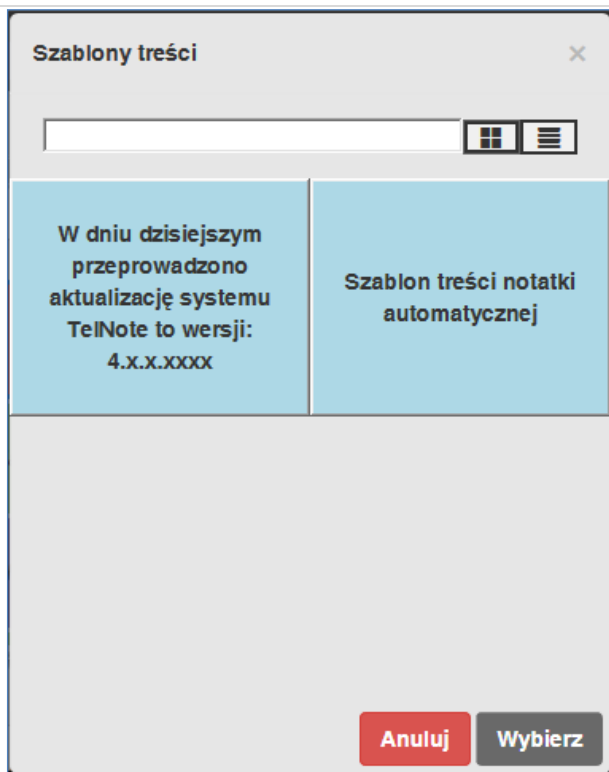 Szablony treści
W dniu dzisiejszym
przeprowadzono
aktualizację systemu
TelNote to wersji:
4.x.x.xxxx
Szablon treści notatki
automatycznej
Anuluj
Wybierz